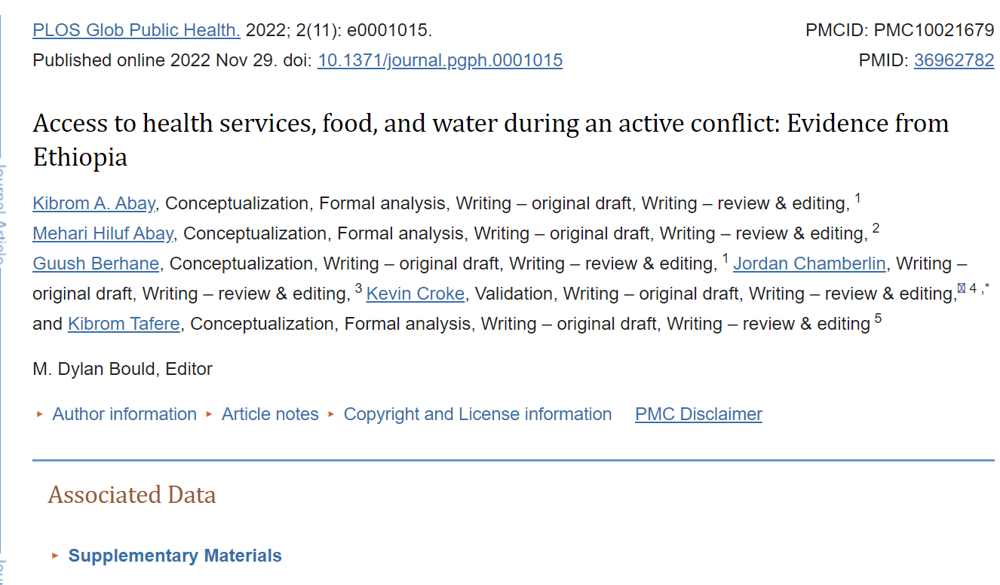 PLOS Glob Public Health. 2022; 2(11): e0001015. PMCID: PMC10021679
Published online 2022 Nov 29. doi: 10.1371/journal.pgph.0001015 PMID: 36962782
Access to health services, food, and water during an active conflict: Evidence from
Ethiopia
Kibrom A. Abay, Conceptualization, Formal analysis, Writing – original draft, Writing – review & editing, 1
Mehari Hiluf Abay, Conceptualization, Formal analysis, Writing – original draft, Writing – review & editing, 2
Guush Berhane, Conceptualization, Writing – original draft, Writing – review & editing, 1 Jordan Chamberlin, Writing –
original draft, Writing – review & editing, 3 Kevin Croke, Validation, Writing – original draft, Writing – review & editing, 4 ,*
and Kibrom Tafere, Conceptualization, Formal analysis, Writing – original draft, Writing – review & editing 5
M. Dylan Bould, Editor
Author information Article notes Copyright and License information PMC Disclaimer
Associated Data
Supplementary Materials